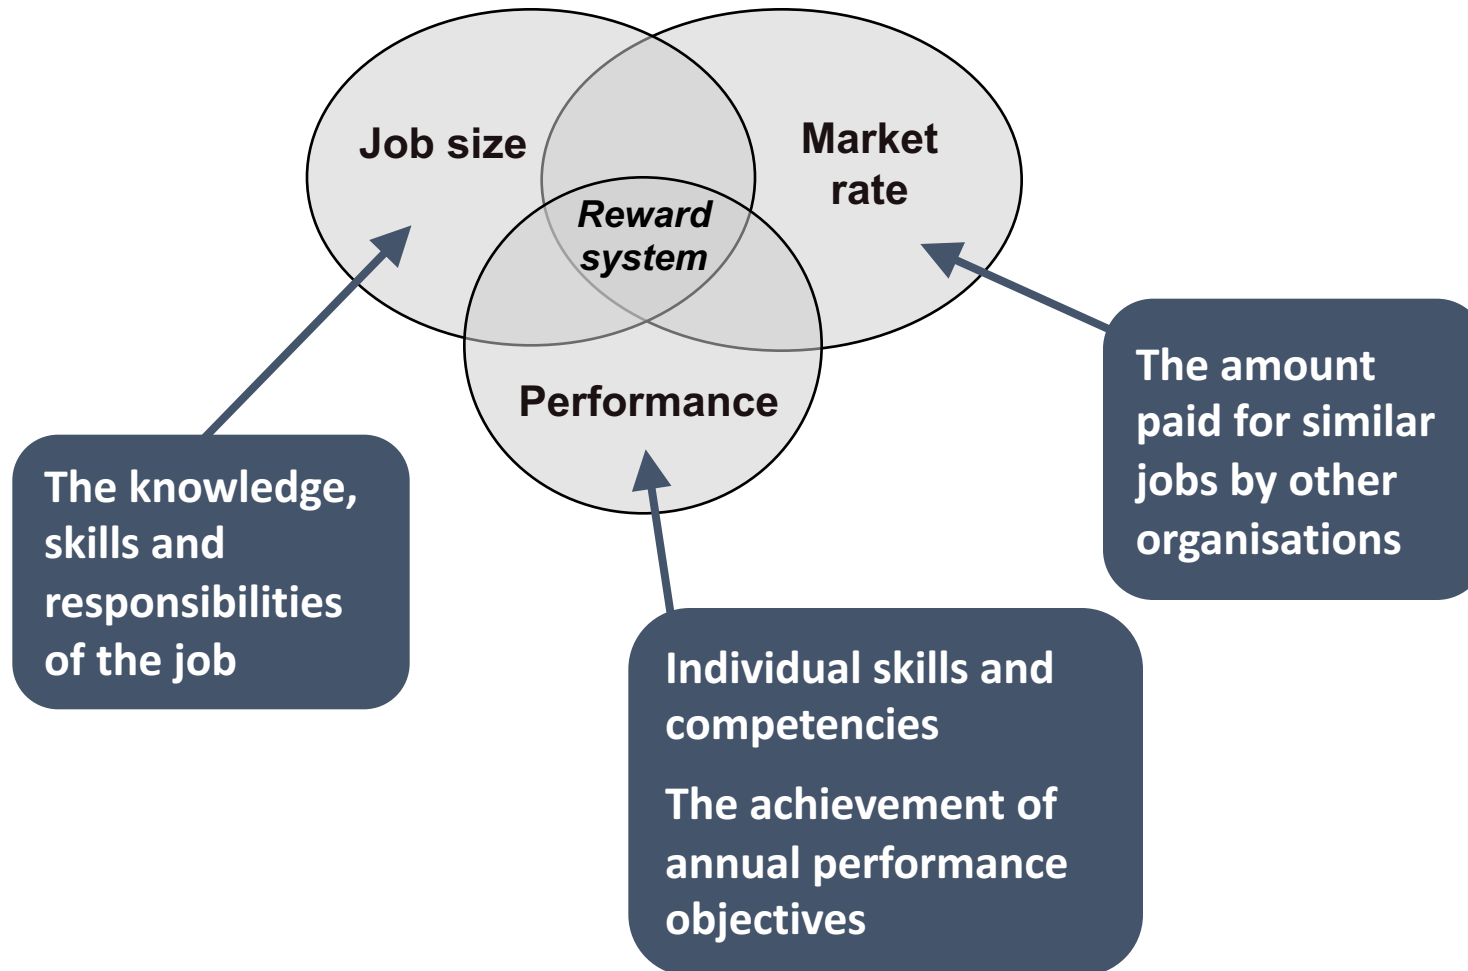 Job size
Market
rate
Reward
system
Performance
The knowledge,
skills and
responsibilities
of the job
The amount
paid for similar
jobs by other
organisations
Individual skills and
competencies
The achievement of
annual performance
objectives